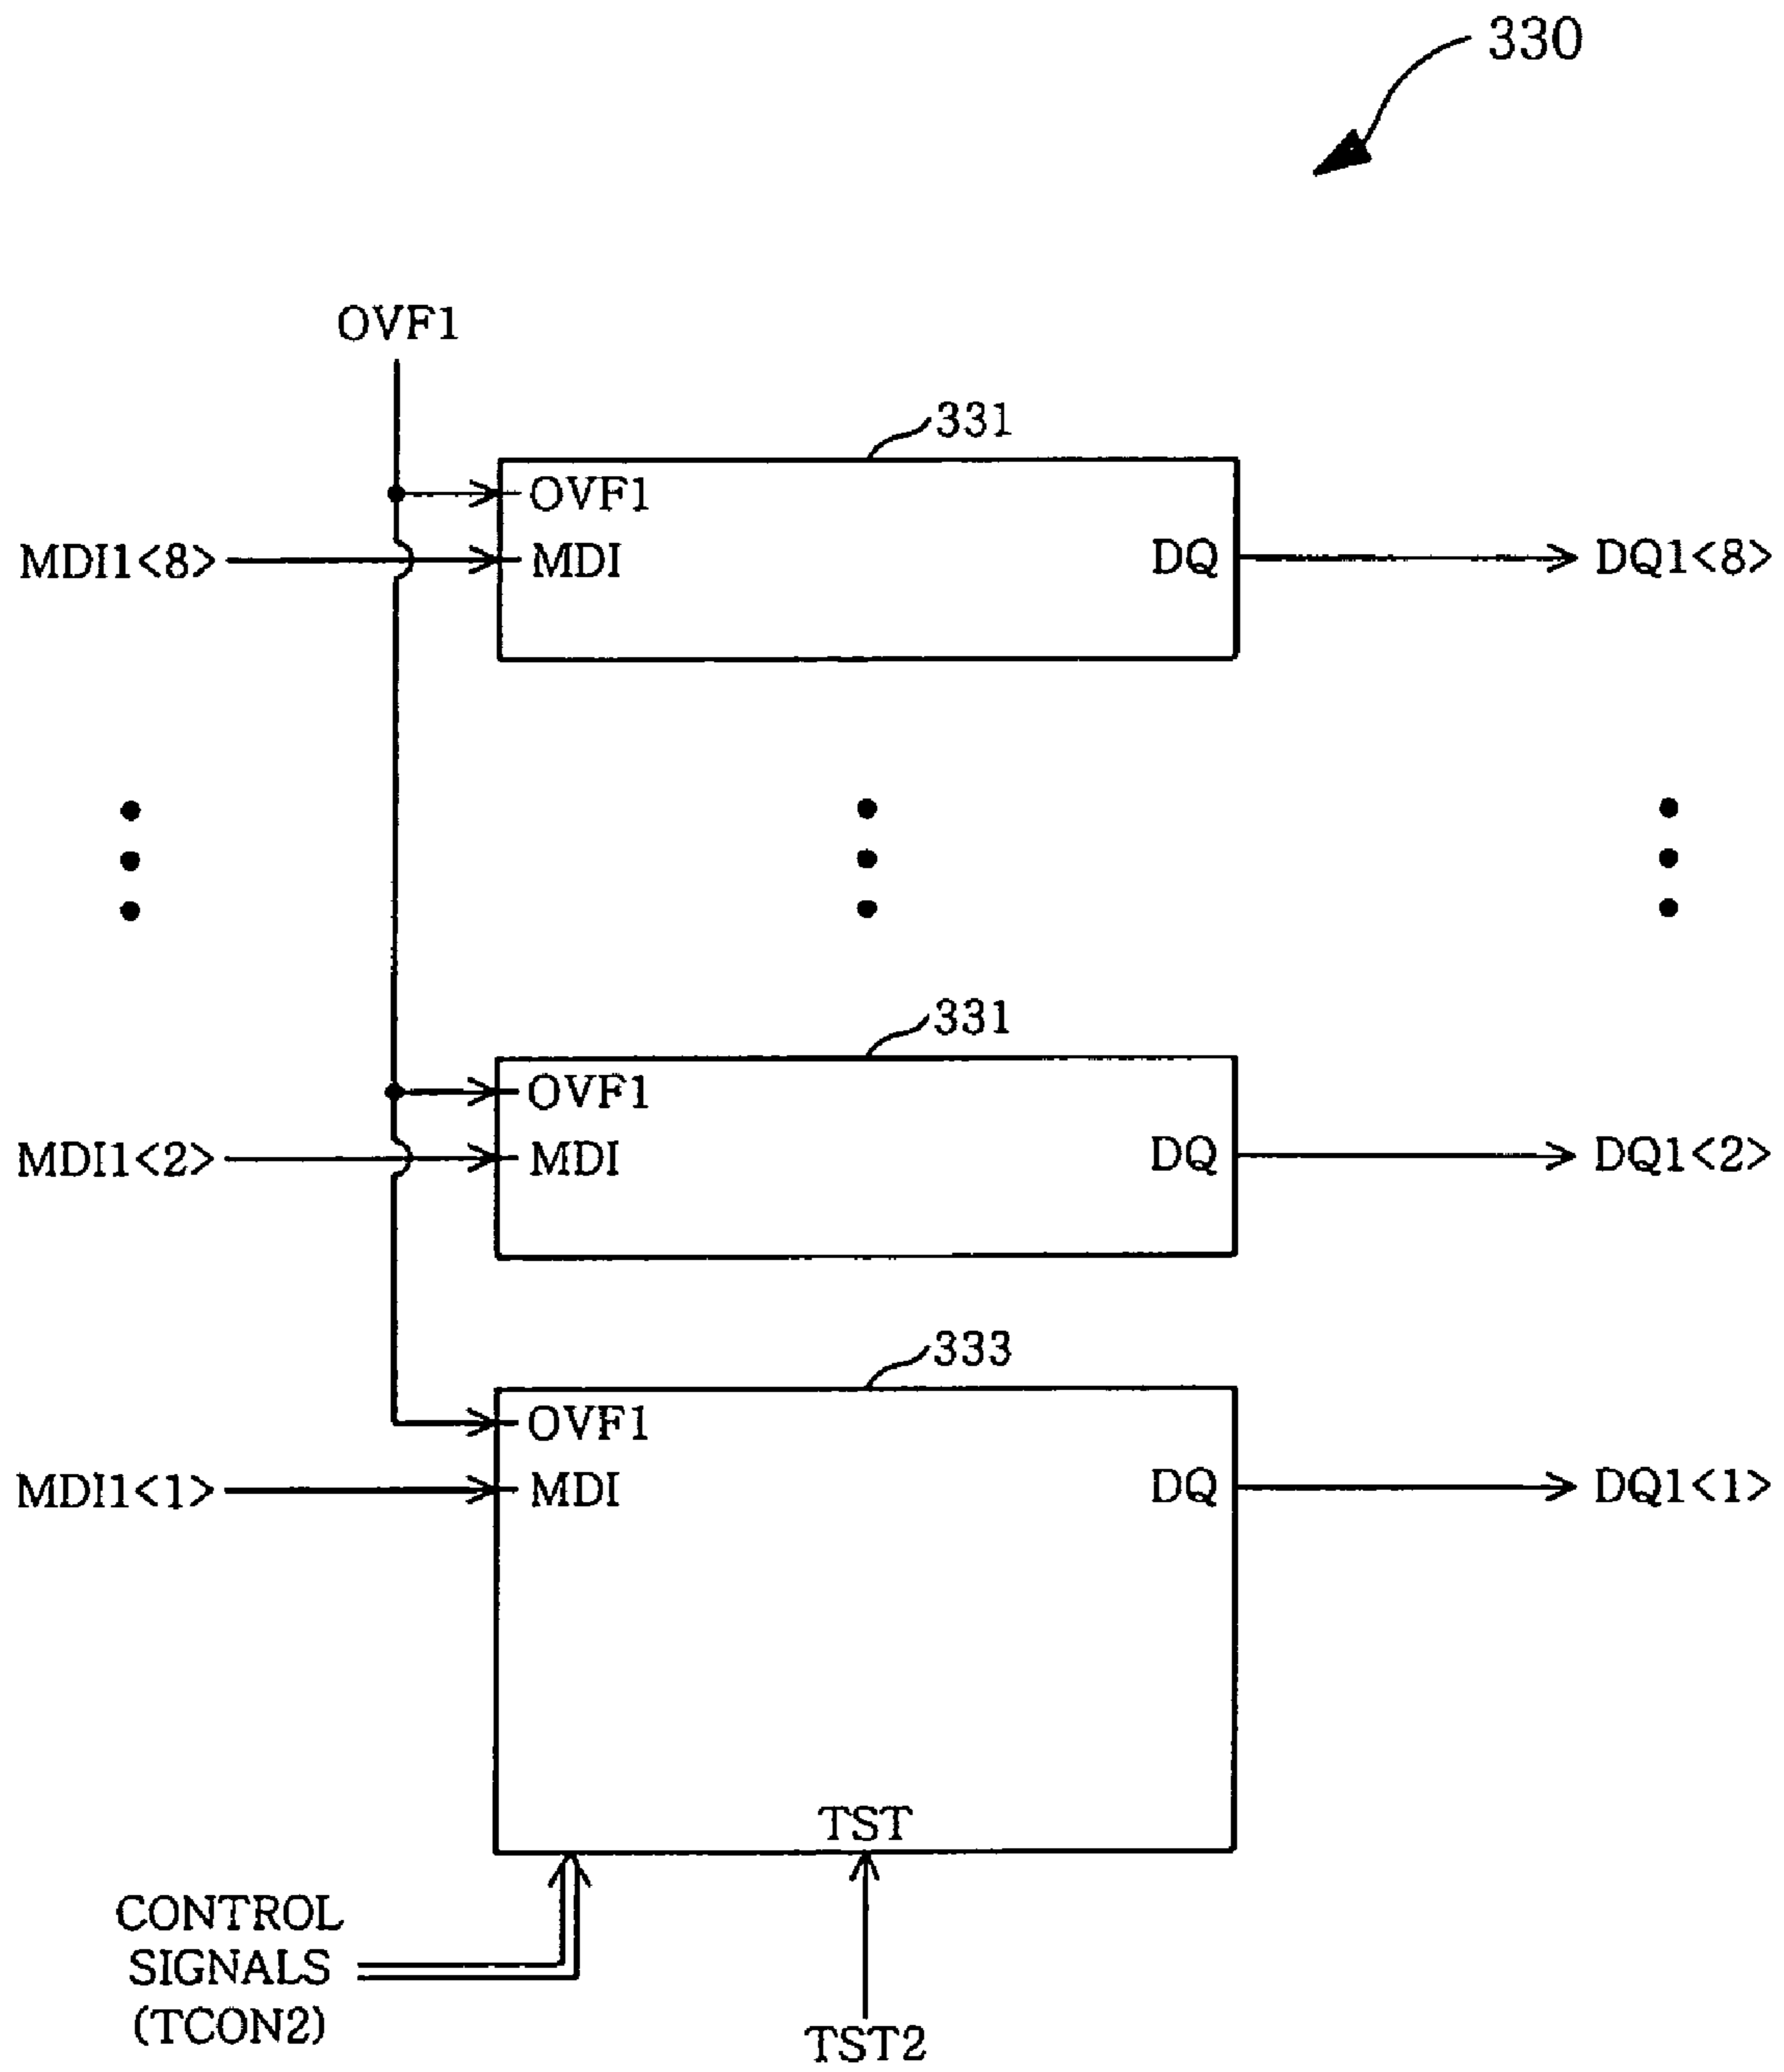 330
OVF1
331
OVF1
MDI1<8>
MDI
DQ
DQ1<8>
331
OVF1
MDI1<2>
MDI
DQ
DQ1<2>
333
OVF1
MDI1<1>
MDI
DQ
DQ1<1>
TST
CONTROL
SIGNALS
(TCON2)
TST2